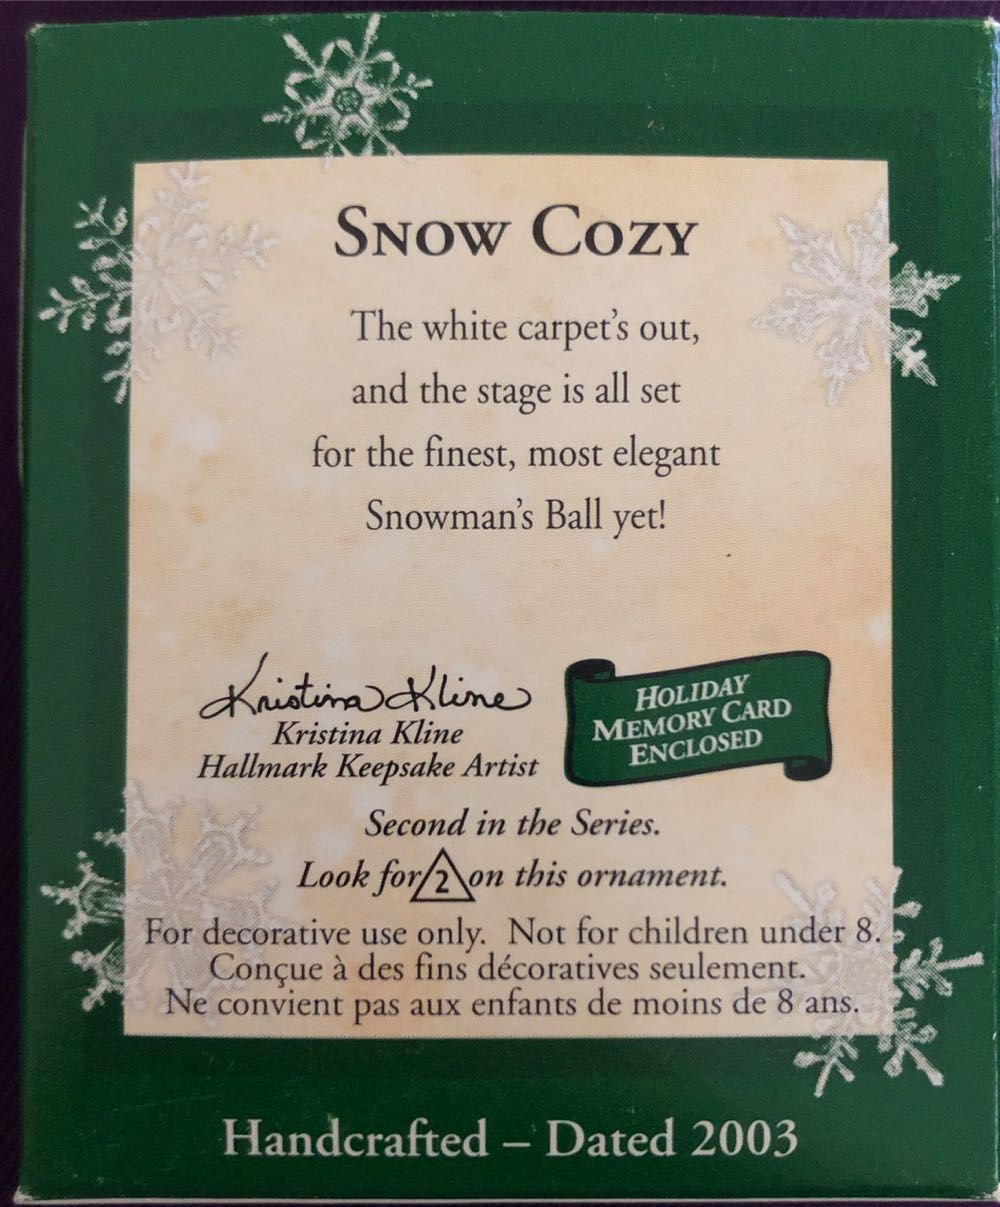 SNOW COZY
The white carpet's out,
and the stage is all set
for the finest, most elegant
Snowman's Ball yet!
Kristina Kline
Kristina Kline
Hallmark Keepsake Artist
HOLIDAY
MEMORY CARD
ENCLOSED
Second in the Series.
Look for 2 on this ornament.
For decorative use only. Not for children under 8.
Conçue à des fins décoratives seulement.
Ne convient pas aux enfants de moins de 8 ans.
Handcrafted – Dated 2003